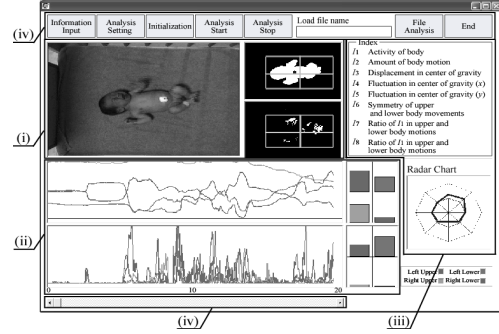 (iv) Information Input Analysis Setting Initialization Analysis Start Analysis Stop Load file name File Analysis End
Index
I1 Activity of body
I2 Amount of body motion
I3 Displacement in center of gravity
I4 Fluctuation in center of gravity (x)
I5 Fluctuation in center of gravity (y)
I6 Symmetry of upper
and lower body movements
I7 Ratio of I1 in upper and
lower body motions
I8 Ratio of I1 in upper and
lower body motions
(i)
Radar Chart
(ii)
Left Upper Left Lower
Right Upper Right Lower
0 10 20
(iv) (iii)